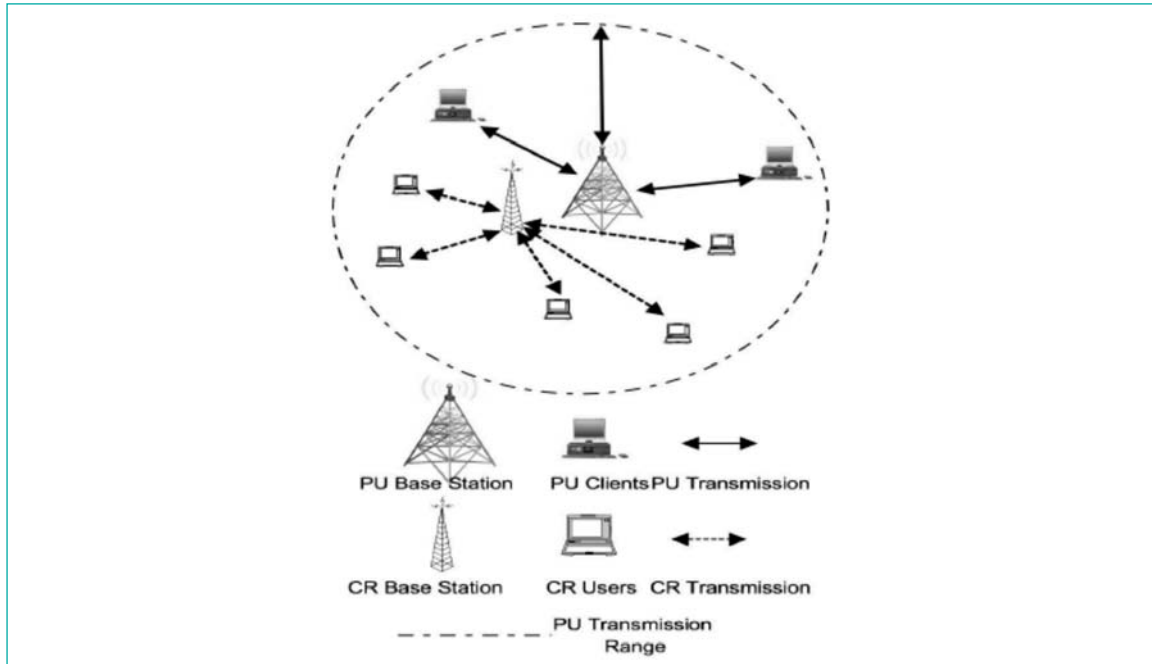 PU Base Station PU Clients PU Transmission
CR Base Station CR Users CR Transmission
PU Transmission
Range